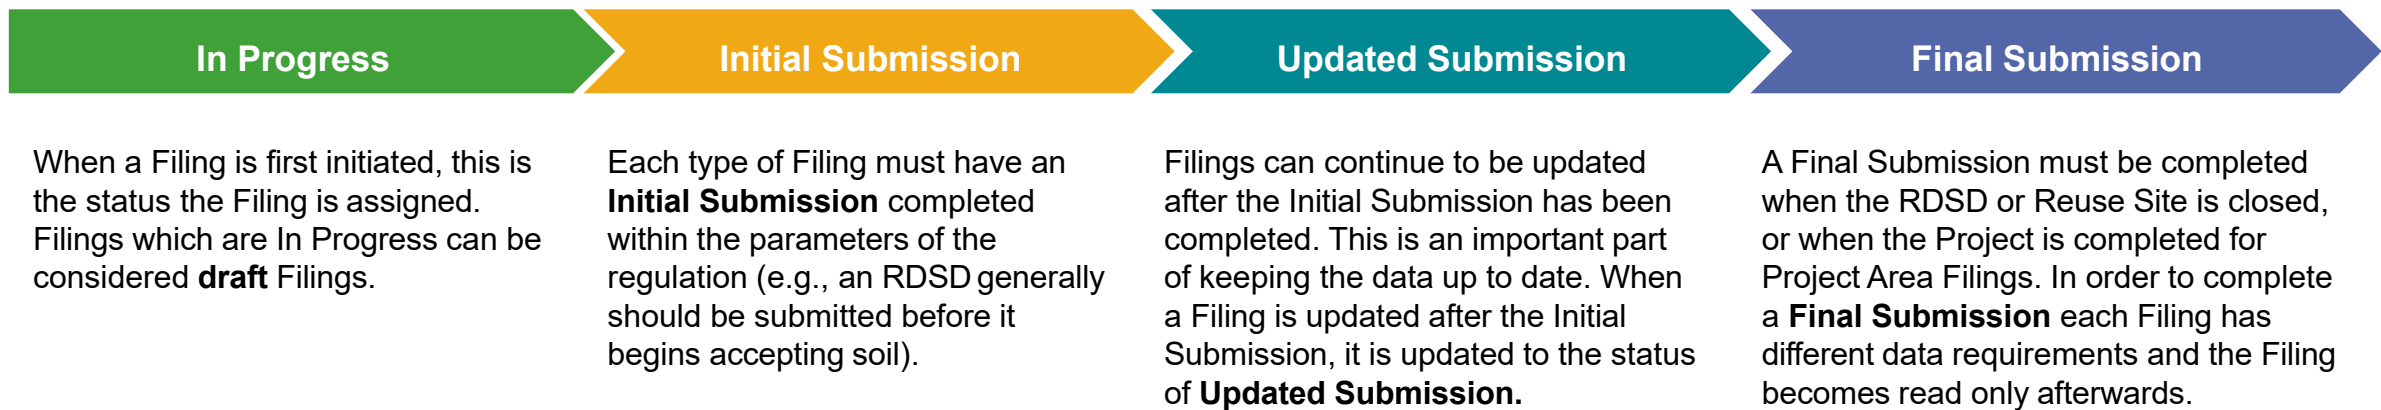 In Progress
Initial Submission
Updated Submission
Final Submission
When a Filing is first initiated, this is
the status the Filing is assigned.
Filings which are In Progress can be
considered draft Filings.
Each type of Filing must have an
Initial Submission completed
within the parameters of the
regulation (e.g., an RDSD generally
should be submitted before it
begins accepting soil).
Filings can continue to be updated
after the Initial Submission has been
completed. This is an important part
of keeping the data up to date. When
a Filing is updated after the Initial
Submission, it is updated to the status
of Updated Submission.
A Final Submission must be completed
when the RDSD or Reuse Site is closed,
or when the Project is completed for
Project Area Filings. In order to complete
a Final Submission each Filing has
different data requirements and the Filing
becomes read only afterwards.